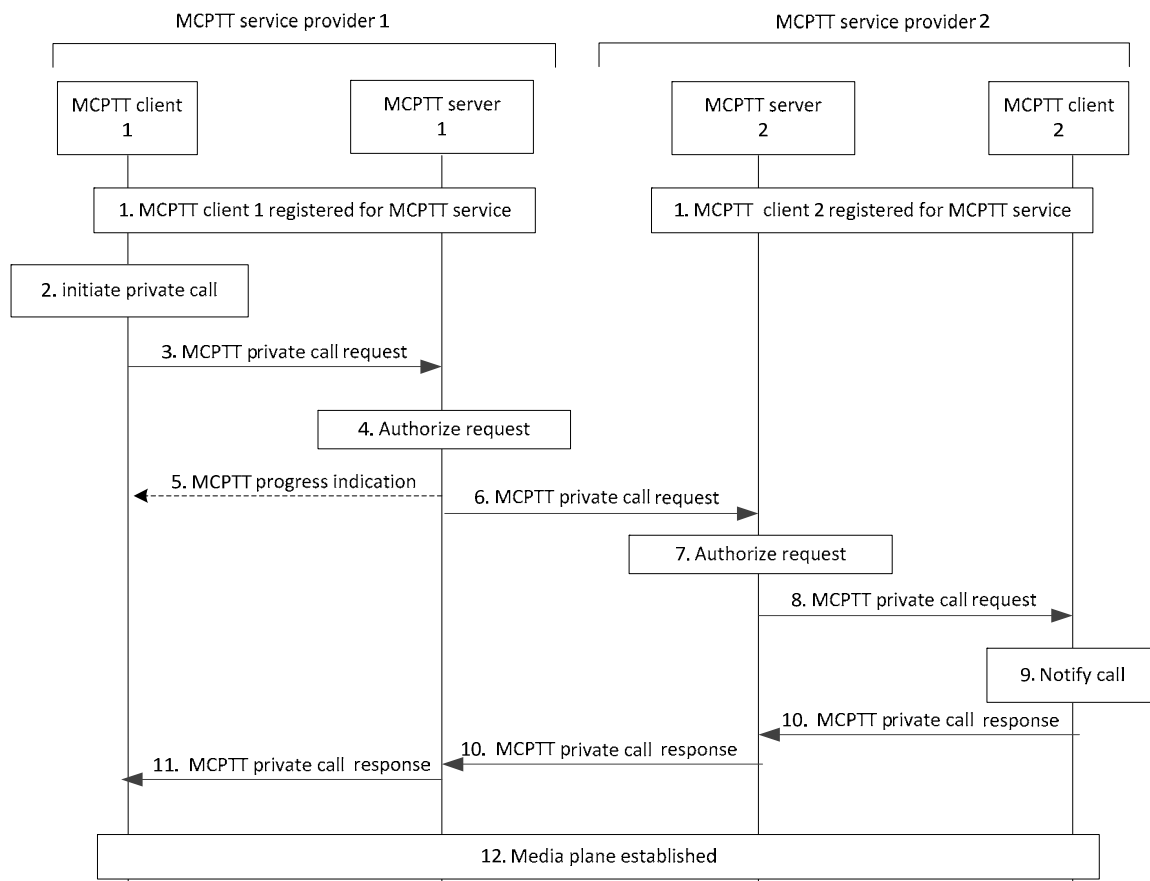 MCPTT service provider 1
MCPTT service provider 2
MCPTT client
1
MCPTT server
1
MCPTT server
2
MCPTT client
2
1. MCPTT client 1 registered for MCPTT service
1. MCPTT client 2 registered for MCPTT service
2. initiate private call
3. MCPTT private call request
4. Authorize request
5. MCPTT progress indication
6. MCPTT private call request
7. Authorize request
8. MCPTT private call request
9. Notify call
10. MCPTT private call response
10. MCPTT private call response
11. MCPTT private call response
12. Media plane established